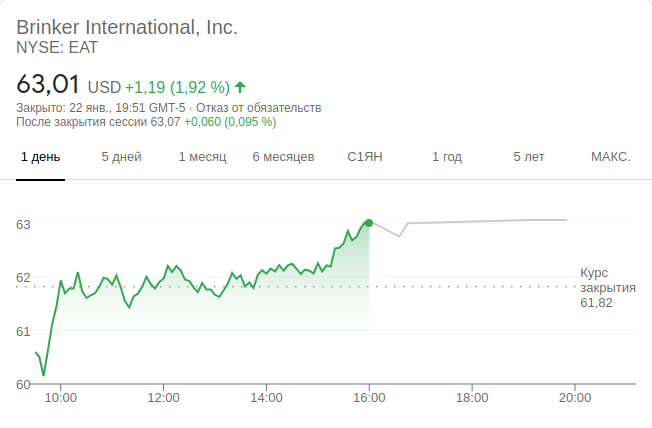 Brinker International, Inc.
NYSE: EAT
63,01 USD +1,19 (1,92 %)
Закрыто: 22 янв., 19:51 GMT-5 · Отказ от обязательств
После закрытия сессии 63,07 +0,060 (0,095 %)
1 день 5 дней 1 месяц 6 месяцев С1ЯН 1 год 5 лет МАКС.
63
62
61
60
Курс
закрытия
61,82
10:00 12:00 14:00 16:00 18:00 20:00